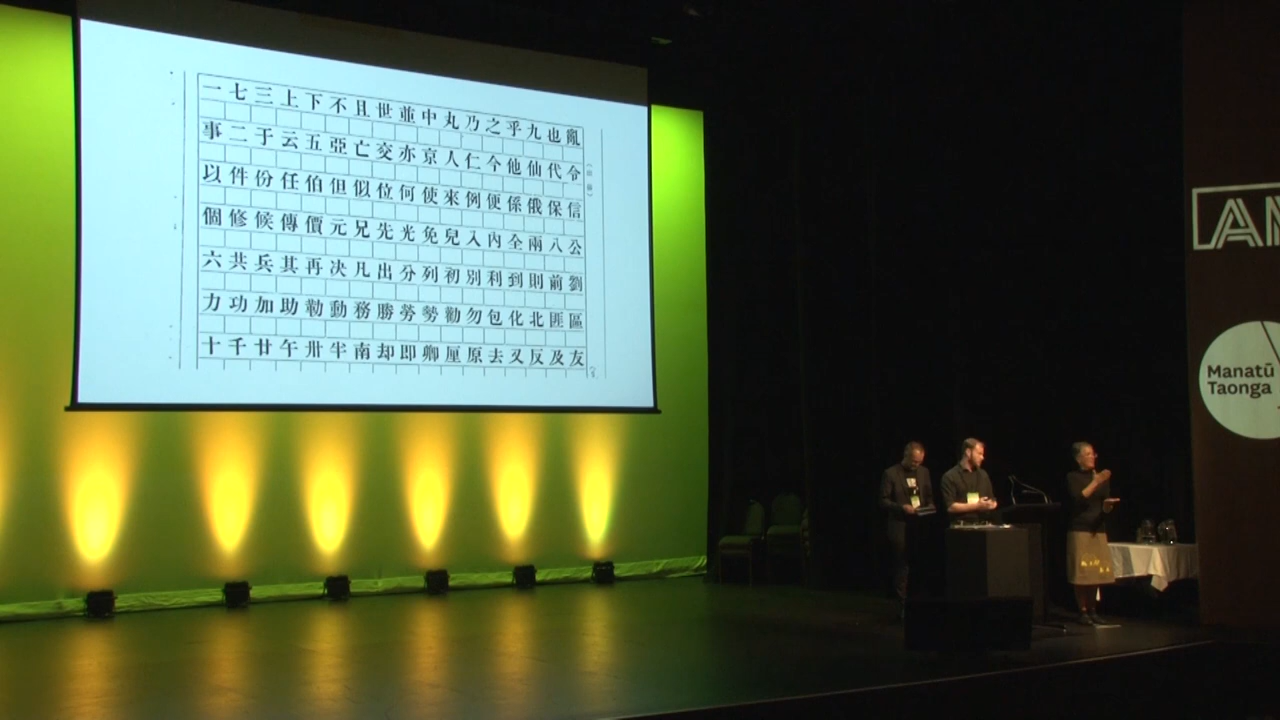 一七三上下不且世並中丸乃之乎九也亂
事二于云五亞亡交亦京人仁今他仙代令
以件份任伯但似位何使來例便係俄保信
個修候傳價元兄先光免兒入內全兩八公
六共兵其再決凡出分列初別利到則前劉
力功加助勒動務勝勞勢勸勿包化北匪區
十千廿午卅半南却即卿厘原去又反及友
Manatū
Taonga